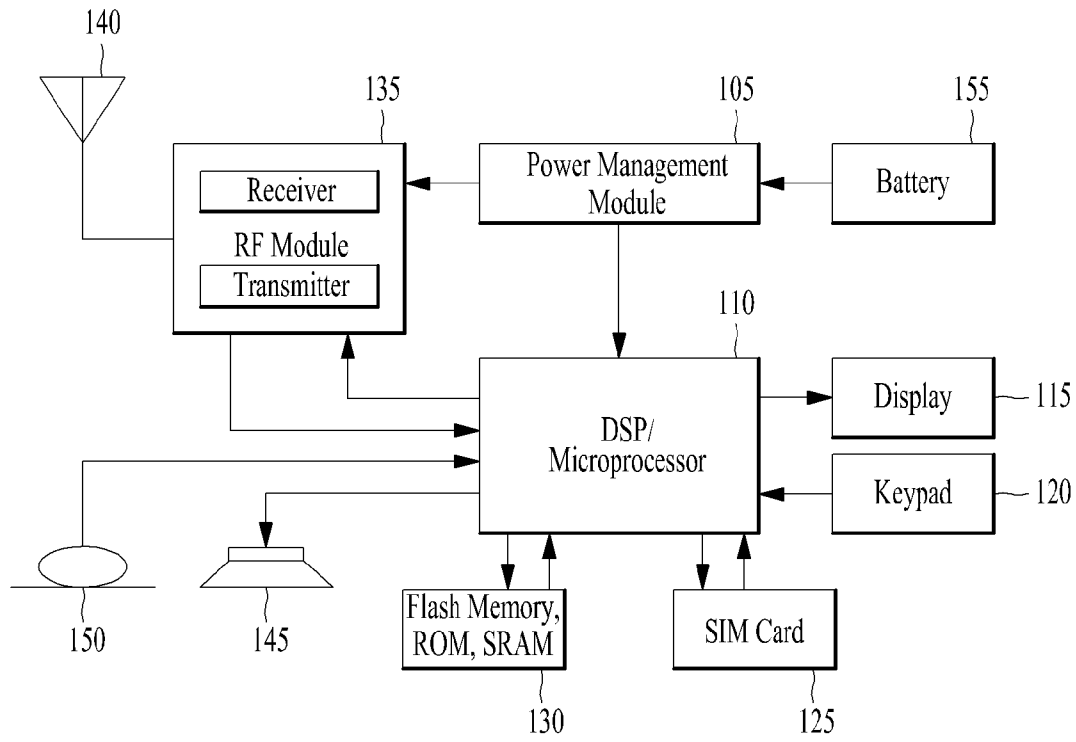 140
135
105
155
Receiver
RF Module
Transmitter
Power Management
Module
Battery
110
DSP/
Microprocessor
Display
115
Keypad
120
150
145
Flash Memory,
ROM, SRAM
130
SIM Card
125